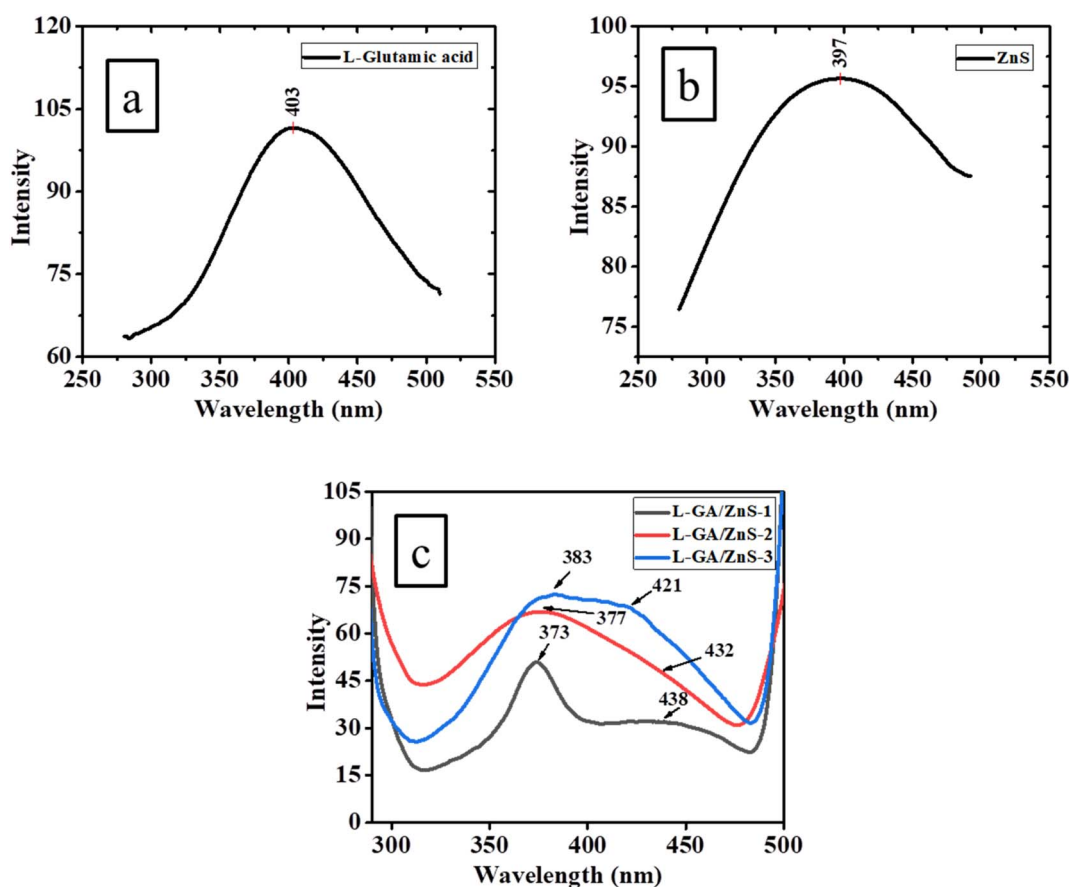 120
105
90
75
60
Intensity
403
L-Glutamic acid
a
250 300 350 400 450 500 550
Wavelength (nm)
100
95
90
85
80
75
Intensity
397
ZnS
b
250 300 350 400 450 500 550
Wavelength (nm)
105
90
75
60
45
30
15
0
Intensity
c
L-GA/ZnS-1
L-GA/ZnS-2
L-GA/ZnS-3
383
421
377
373
432
438
300 350 400 450 500
Wavelength (nm)